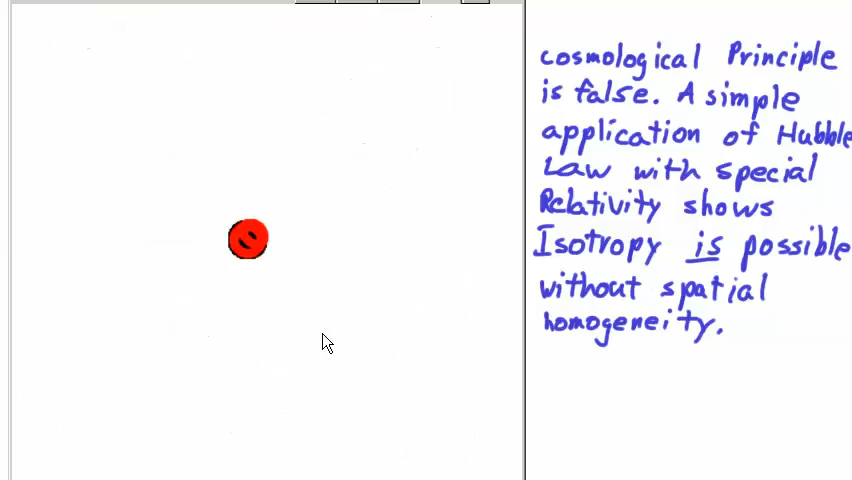 cosmological Principle
is false. A simple
application of Hubble
Law with special
Relativity shows
Isotropy is possible
without spatial
homogeneity.